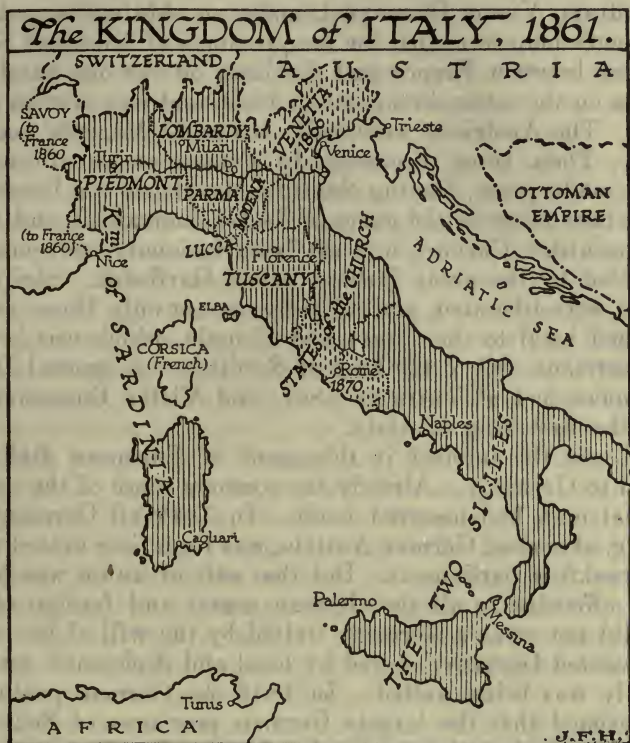 The KINGDOM of ITALY, 1861.
SWITZERLAND
AUSTRIA
SAVOY
(to
France
1860)
LOMBARDY
Milan
VENETIA
1866
Trieste
Venice
Turin
Po
PIEDMONT
PARMA
MODENA
OTTOMAN
EMPIRE
(to France
1860)
Nice
LUCCA
Florence
TUSCANY
ADRIATIC SEA
STATES of the CHURCH
ELBA
CORSICA
(French)
Rome
1870
Km. of SARDINIA
Naples
Cagliari
THE TWO SICILIES
Palermo
Messina
Tunis
AFRICA
J.F.H.